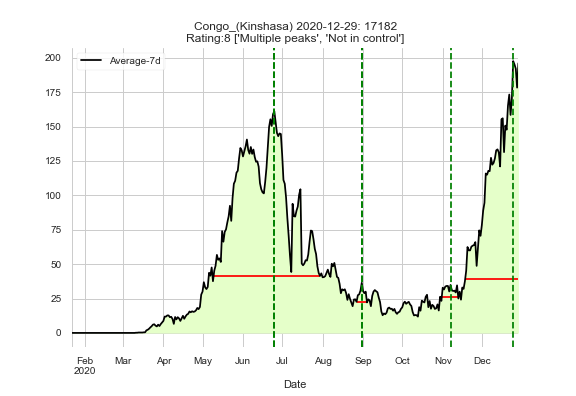 Congo_(Kinshasa) 2020-12-29: 17182
Rating:8 ['Multiple peaks', 'Not in control']
Average-7d
200
175
150
125
100
75
50
25
0
Feb Mar Apr May Jun Jul Aug Sep Oct Nov Dec
2020
Date